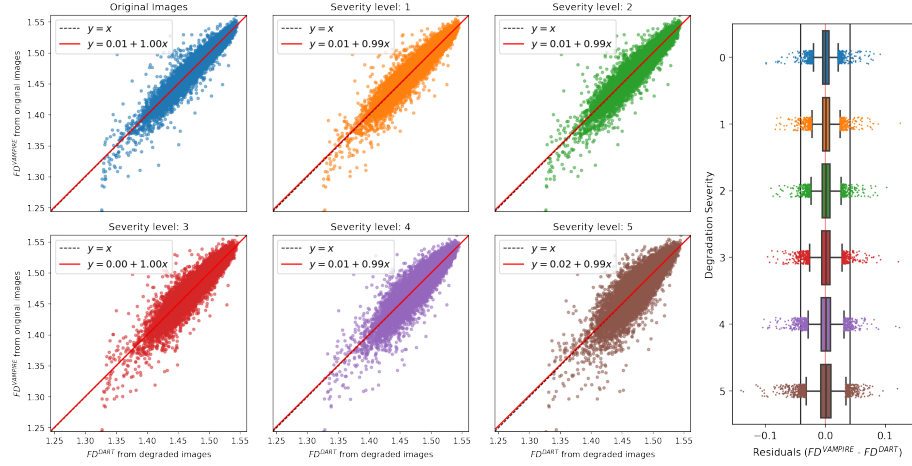 Original Images
Severity level: 1
Severity level: 2
y = x
y = 0.01 + 1.00x
y = x
y = 0.01 + 0.99x
y = x
y = 0.01 + 0.99x
FD^VAMPIRE from original images
1.55
1.50
1.45
1.40
1.35
1.30
1.25
Severity level: 3
Severity level: 4
Severity level: 5
y = x
y = 0.00 + 1.00x
y = x
y = 0.01 + 0.99x
y = x
y = 0.02 + 0.99x
FD^VAMPIRE from original images
1.55
1.50
1.45
1.40
1.35
1.30
1.25
1.25 1.30 1.35 1.40 1.45 1.50 1.55
1.25 1.30 1.35 1.40 1.45 1.50 1.55
1.25 1.30 1.35 1.40 1.45 1.50 1.55
FD^DART from degraded images
FD^DART from degraded images
FD^DART from degraded images
Degradation Severity
0
1
2
3
4
5
−0.1 0.0 0.1
Residuals (FD^VAMPIRE - FD^DART)